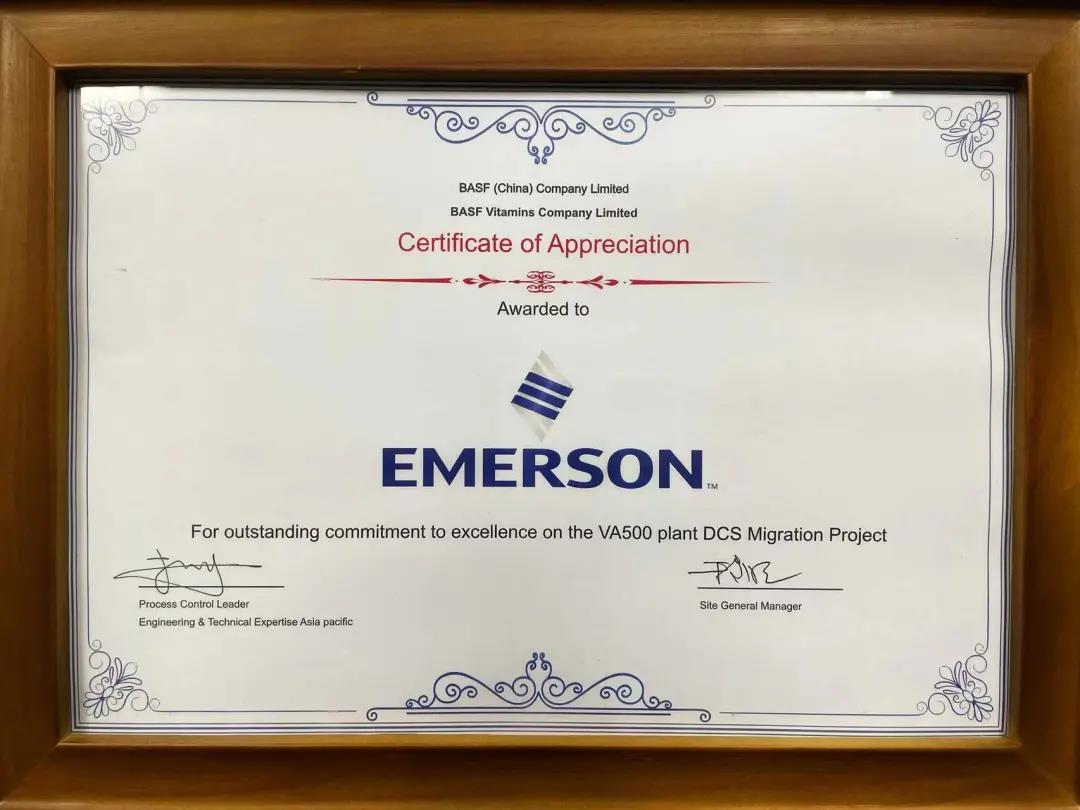 BASF (China) Company Limited
BASF Vitamins Company Limited
Certificate of Appreciation
Awarded to
EMERSON™
For outstanding commitment to excellence on the VA500 plant DCS Migration Project
Process Control Leader
Engineering & Technical Expertise Asia pacific
Site General Manager